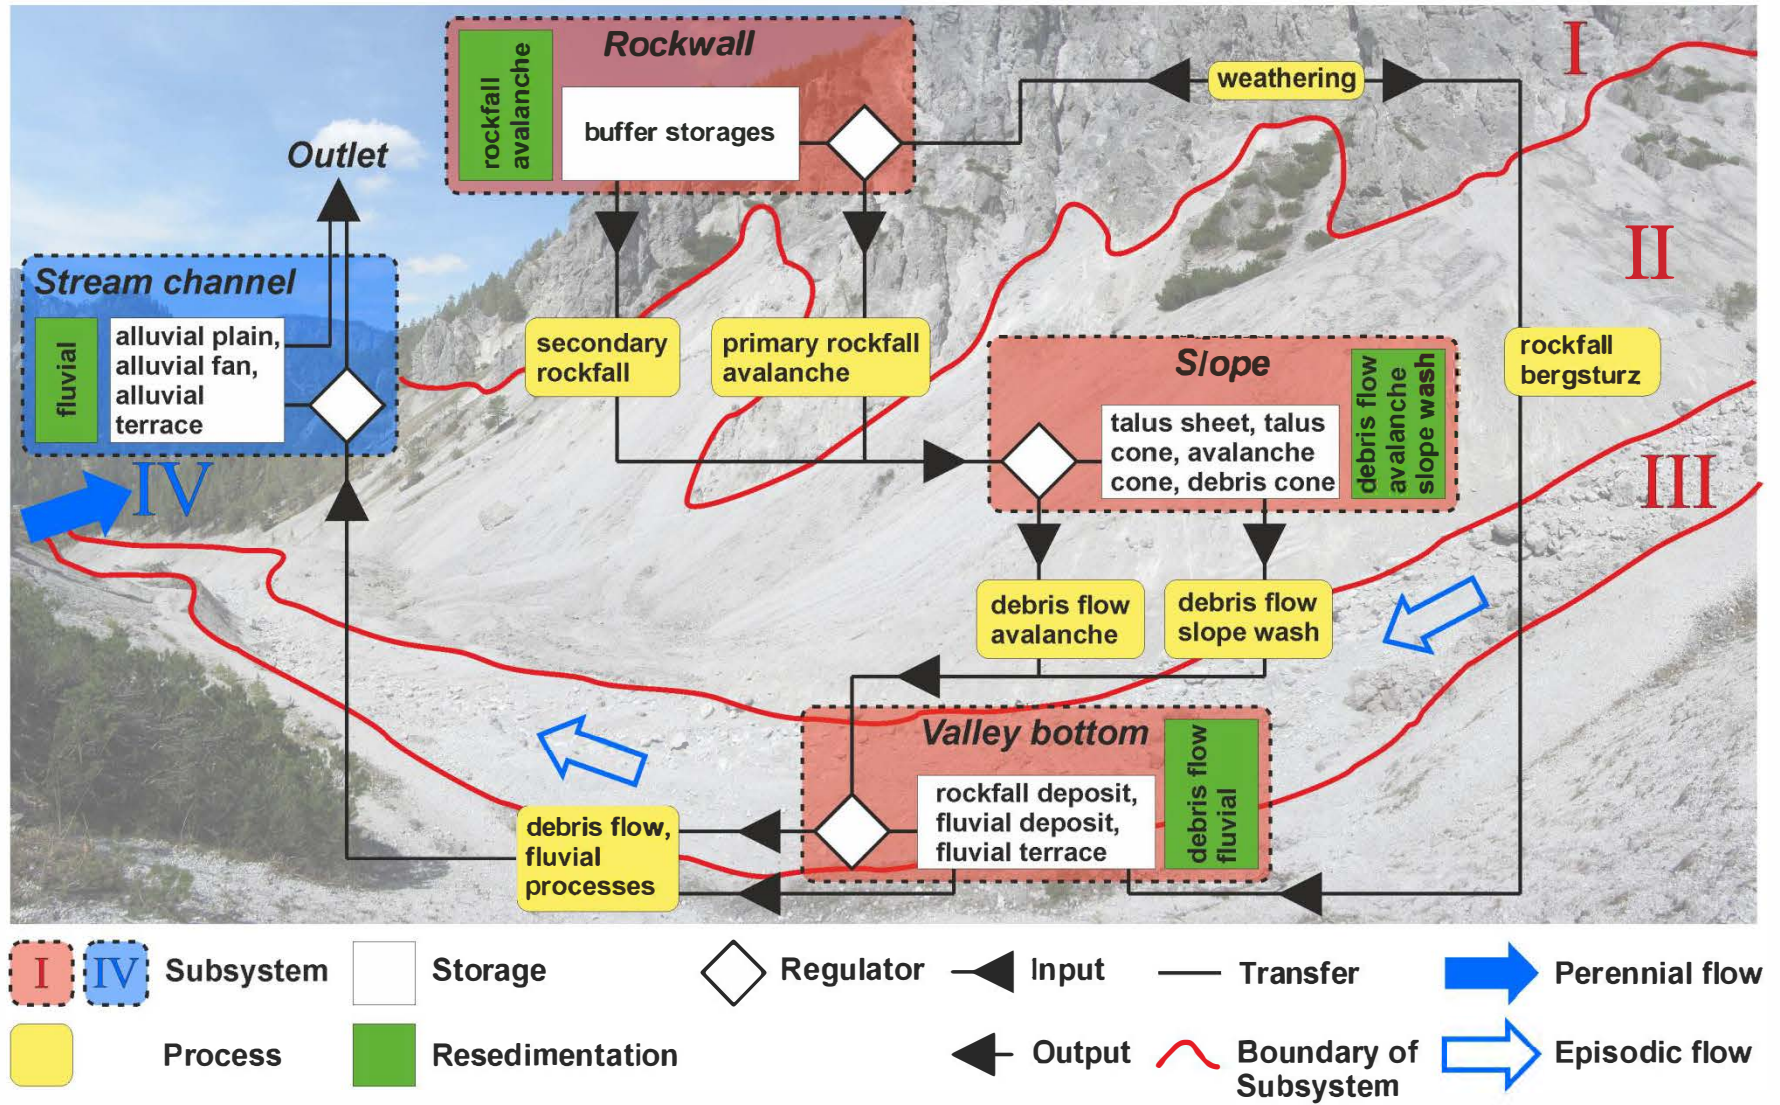 Rockwall
rockfall
avalanche
buffer storages
weathering
I
Outlet
II
Stream channel
fluvial
alluvial plain,
alluvial fan,
alluvial
terrace
secondary
rockfall
primary rockfall
avalanche
Slope
talus sheet, talus
cone, avalanche
cone, debris cone
debris flow
avalanche
slope wash
rockfall
bergsturz
IV
III
debris flow
avalanche
debris flow
slope wash
Valley bottom
rockfall deposit,
fluvial deposit,
fluvial terrace
debris flow
fluvial
debris flow,
fluvial
processes
I
IV
Subsystem
Storage
Regulator
Input
Transfer
Perennial flow
Process
Resedimentation
Output
Boundary of
Subsystem
Episodic flow